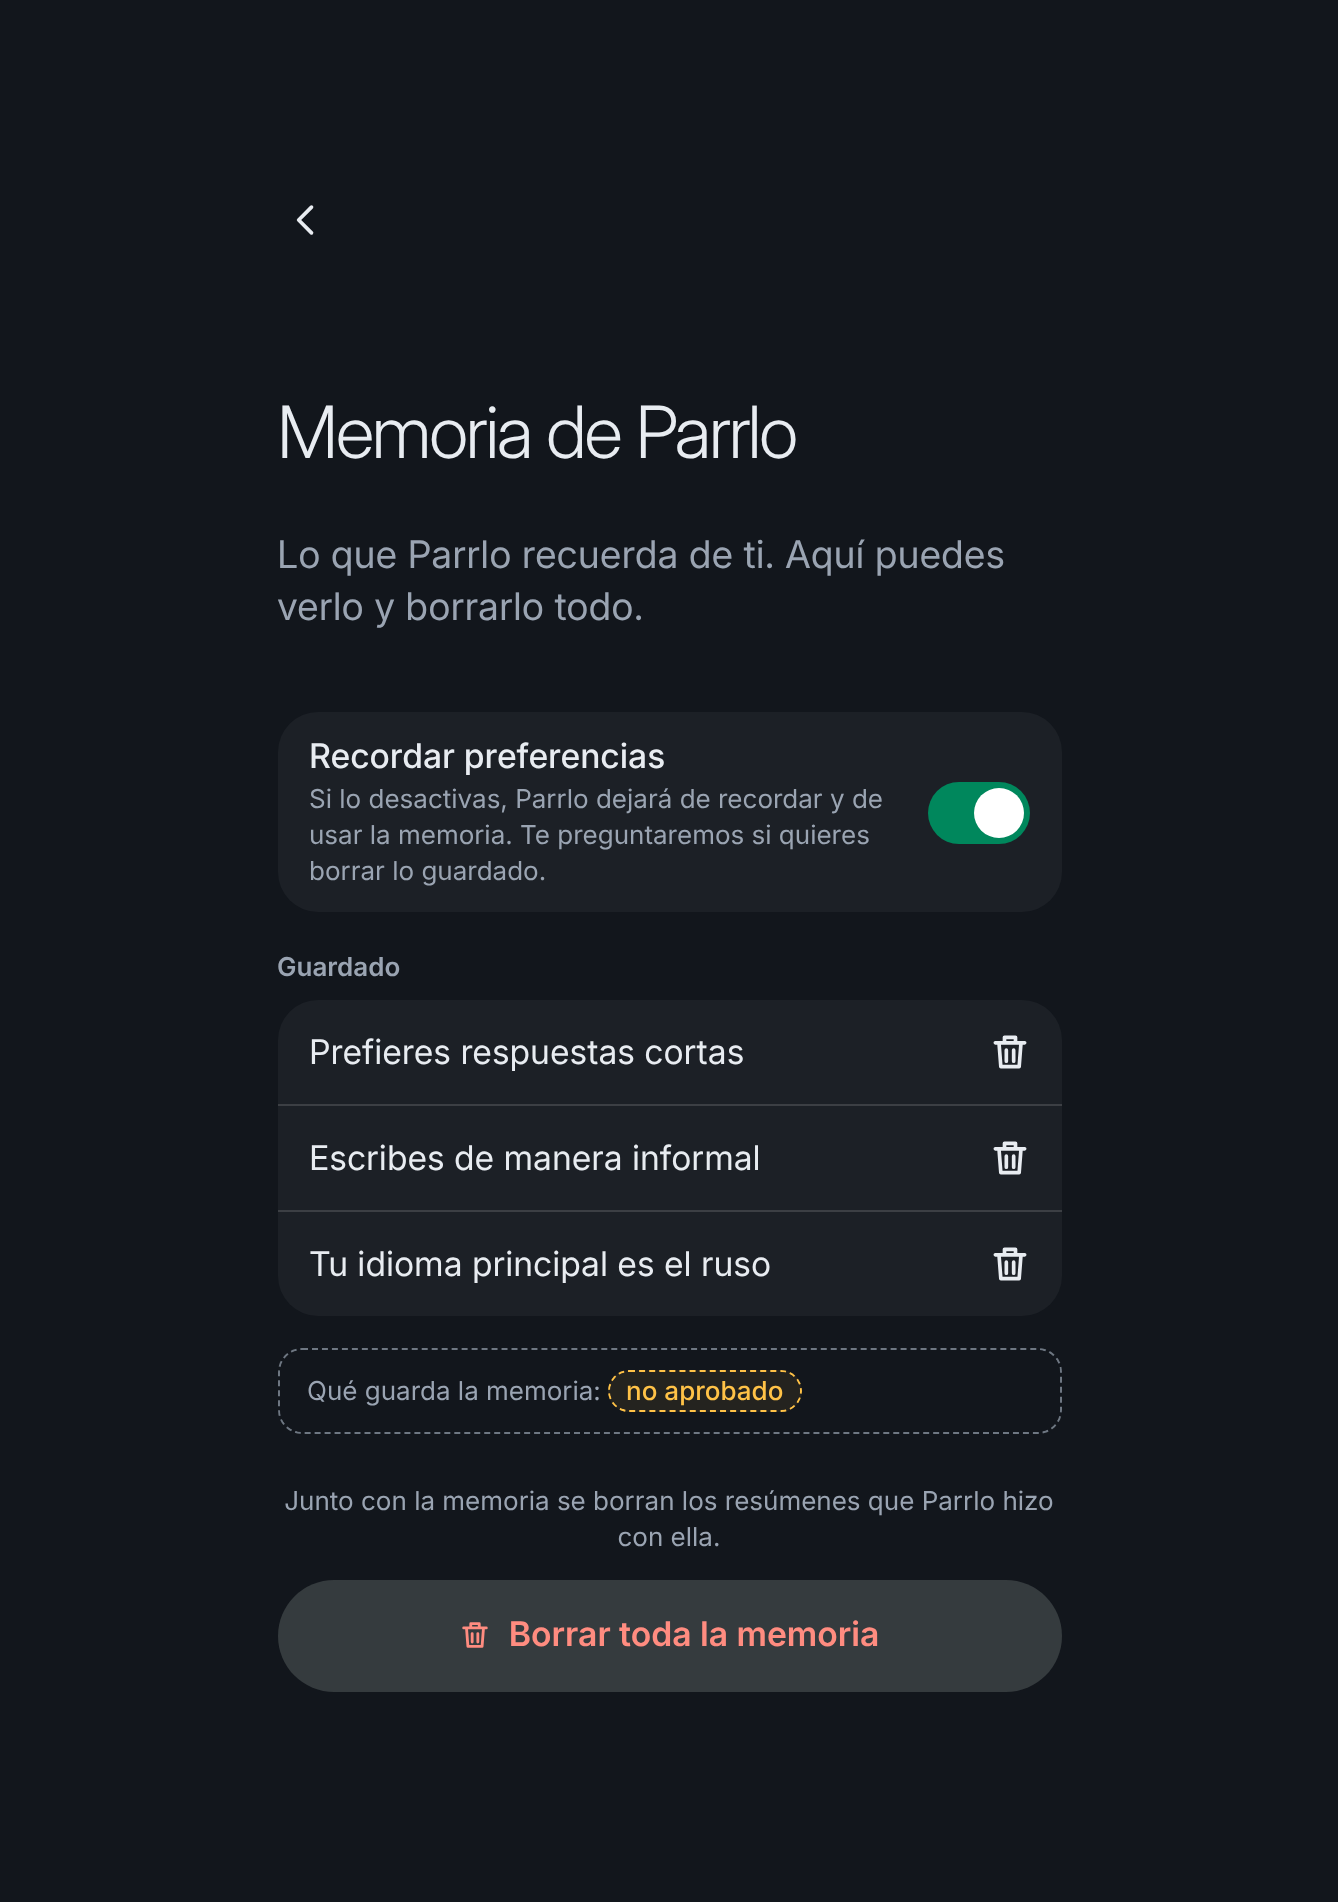 Memoria de Parrlo
Lo que Parrlo recuerda de ti. Aquí puedes
verlo y borrarlo todo.
Recordar preferencias
Si lo desactivas, Parrlo dejará de recordar y de
usar la memoria. Te preguntaremos si quieres
borrar lo guardado.
Guardado
Prefieres respuestas cortas
Escribes de manera informal
Tu idioma principal es el ruso
Qué guarda la memoria: no aprobado
Junto con la memoria se borran los resúmenes que Parrlo hizo
con ella.
Borrar toda la memoria